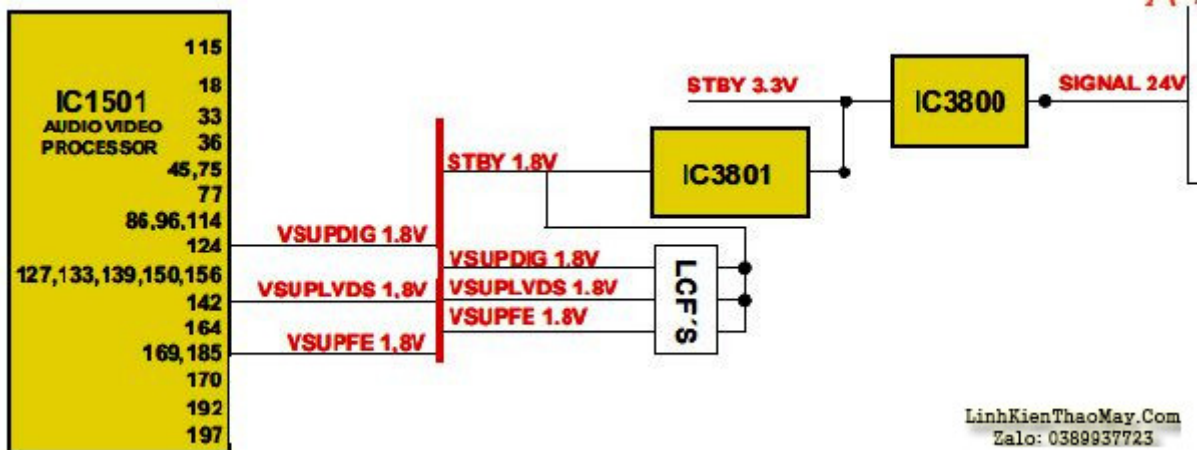 115
18
IC1501
AUDIO VIDEO
PROCESSOR
33
36
45,75
77
86,96,114
124
127,133,139,150,156
142
164
169,185
170
192
197
VSUPDIG 1.8V
VSUPLVDS 1,8V
VSUPFE 1,8V
STBY 1.8V
VSUPDIG 1.8V
VSUPLVDS 1.8V
VSUPFE 1.8V
LCF'S
IC3801
STBY 3.3V
IC3800
SIGNAL 24V
LinhKienThaoMay.Com
Zalo: 0389937723